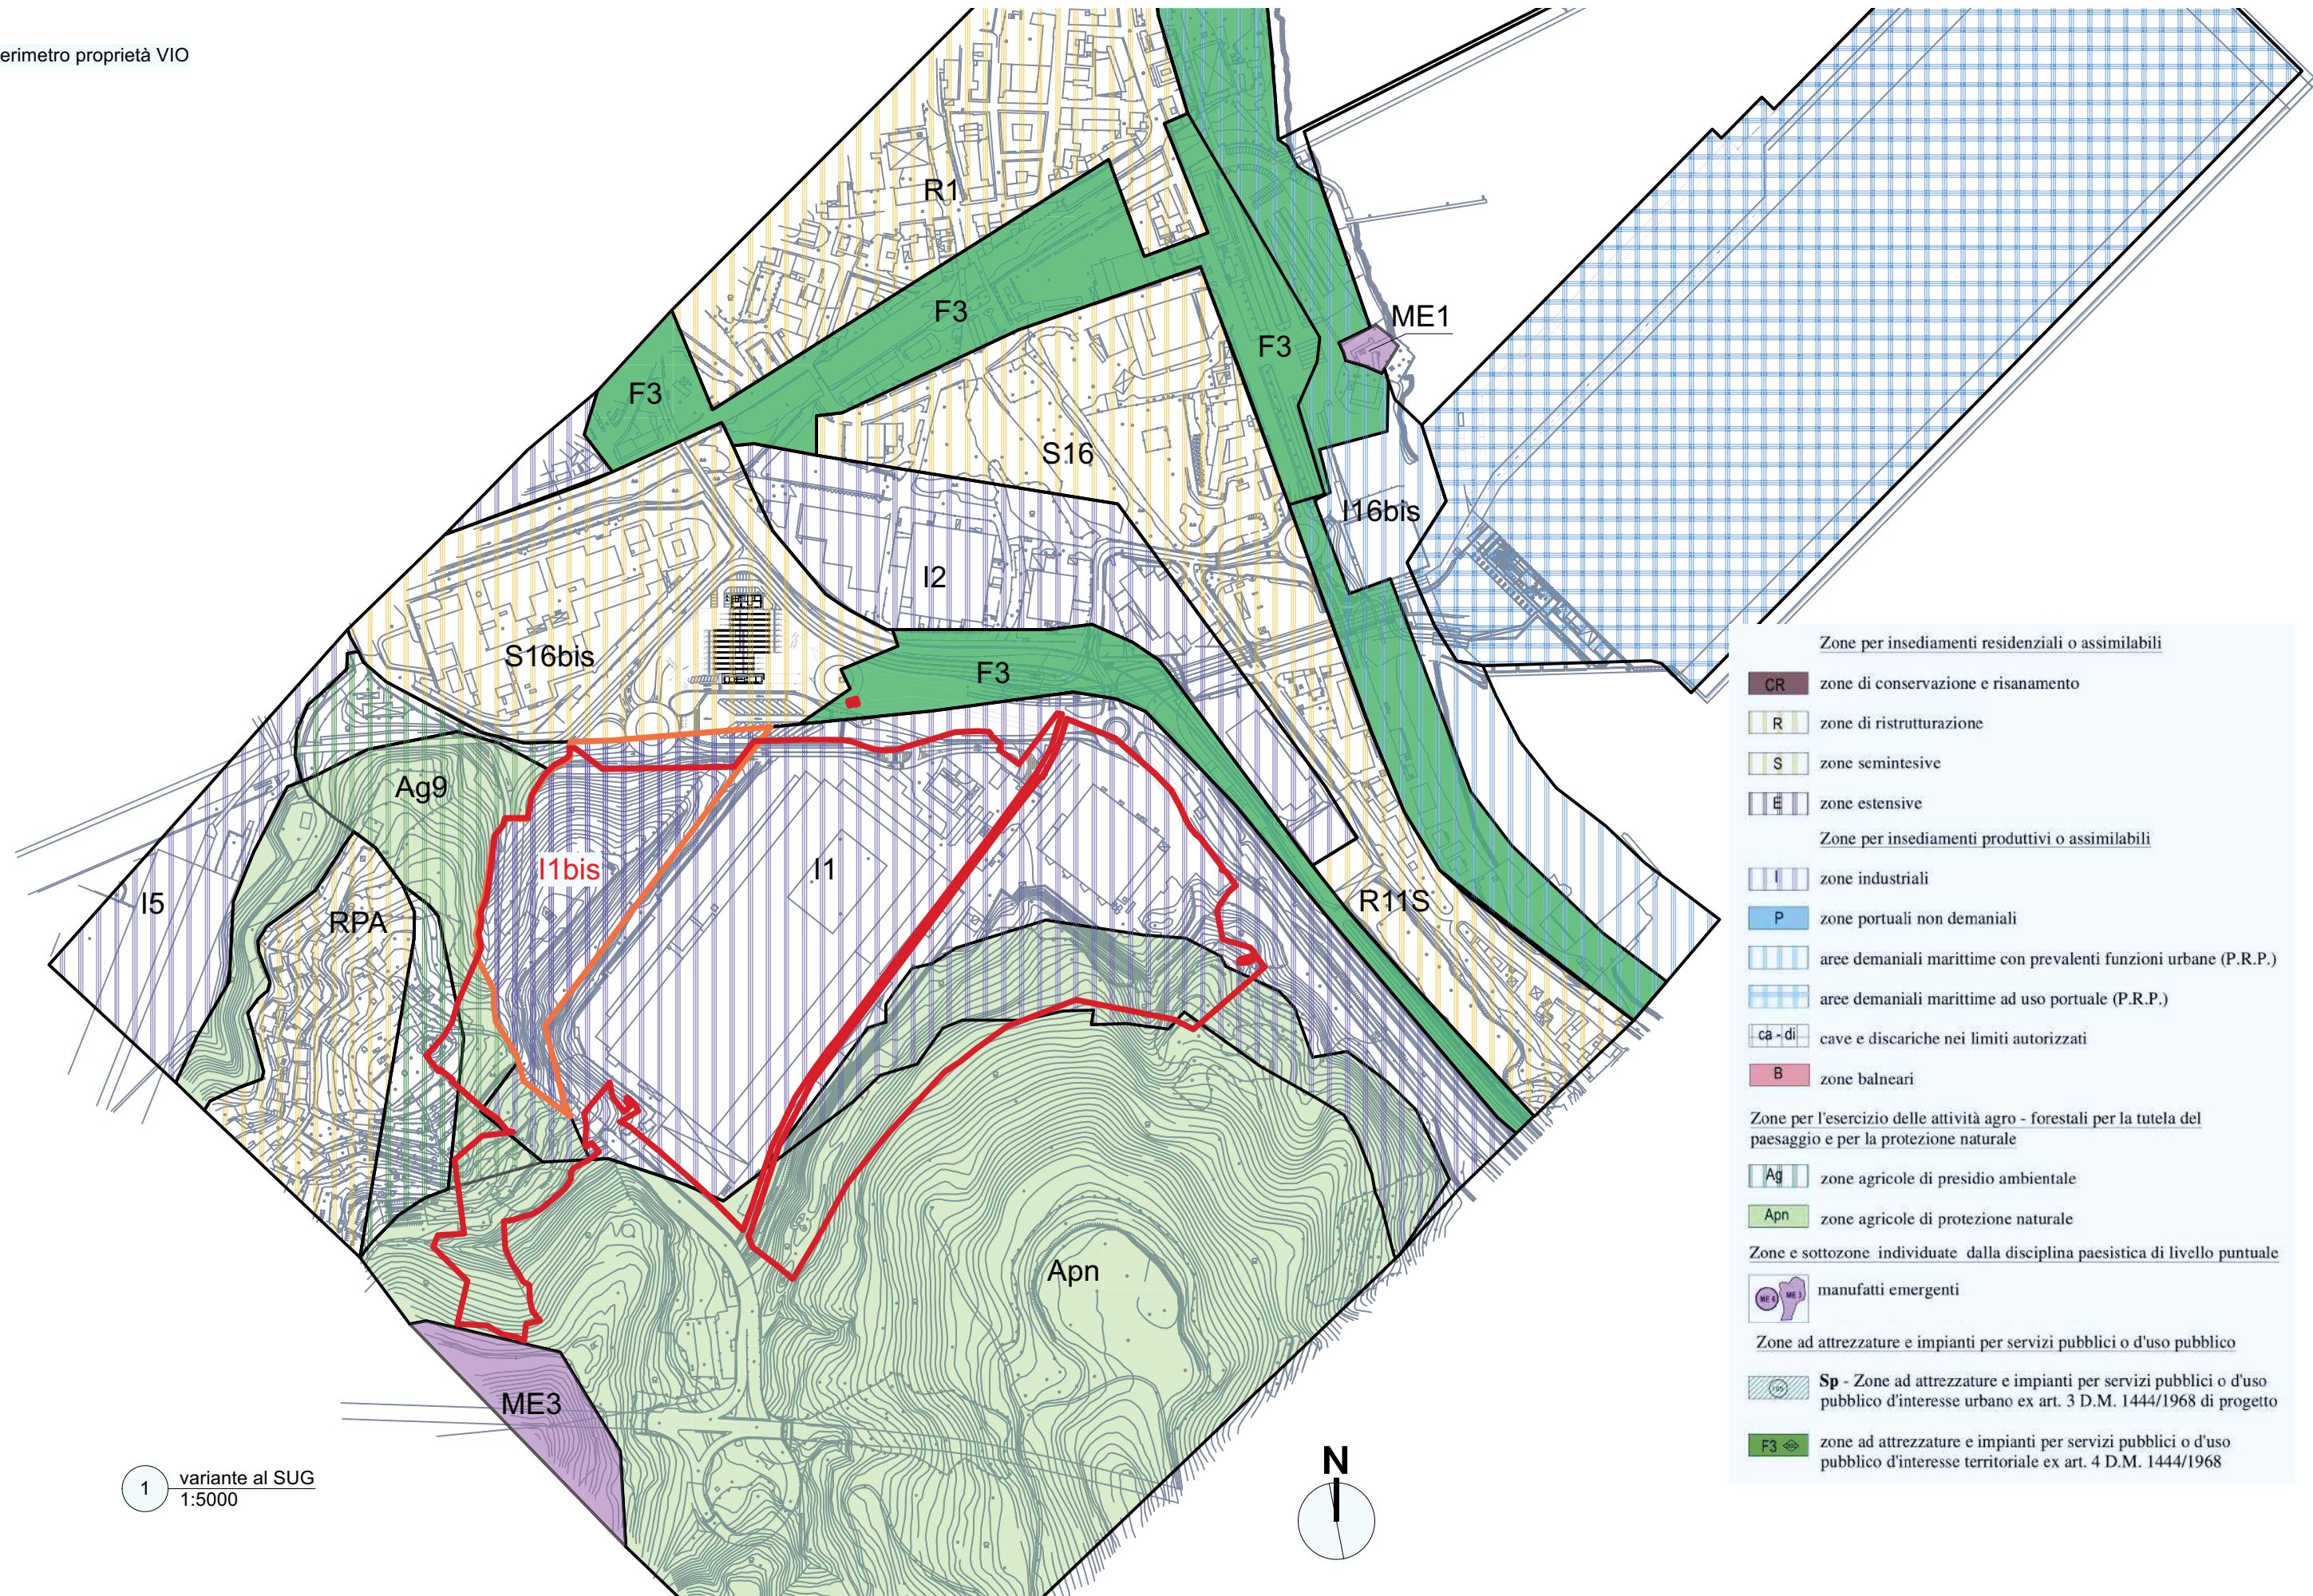 erimetro proprietà VIO
R1
F3
ME1
F3
F3
S16
I16bis
I2
S16bis
F3
Ag9
I1bis
I1
I5
RPA
R11S
Apn
ME3
N
1
variante al SUG
1:5000
Zone per insediamenti residenziali o assimilabili
CR zone di conservazione e risanamento
R zone di ristrutturazione
S zone semintesive
E zone estensive
Zone per insediamenti produttivi o assimilabili
I zone industriali
P zone portuali non demaniali
aree demaniali marittime con prevalenti funzioni urbane (P.R.P.)
aree demaniali marittime ad uso portuale (P.R.P.)
ca - di cave e discariche nei limiti autorizzati
B zone balneari
Zone per l'esercizio delle attività agro - forestali per la tutela del
paesaggio e per la protezione naturale
Ag zone agricole di presidio ambientale
Apn zone agricole di protezione naturale
Zone e sottozone individuate dalla disciplina paesistica di livello puntuale
ME 6 ME 3 manufatti emergenti
Zone ad attrezzature e impianti per servizi pubblici o d'uso pubblico
Sp - Zone ad attrezzature e impianti per servizi pubblici o d'uso
pubblico d'interesse urbano ex art. 3 D.M. 1444/1968 di progetto
F3 zone ad attrezzature e impianti per servizi pubblici o d'uso
pubblico d'interesse territoriale ex art. 4 D.M. 1444/1968